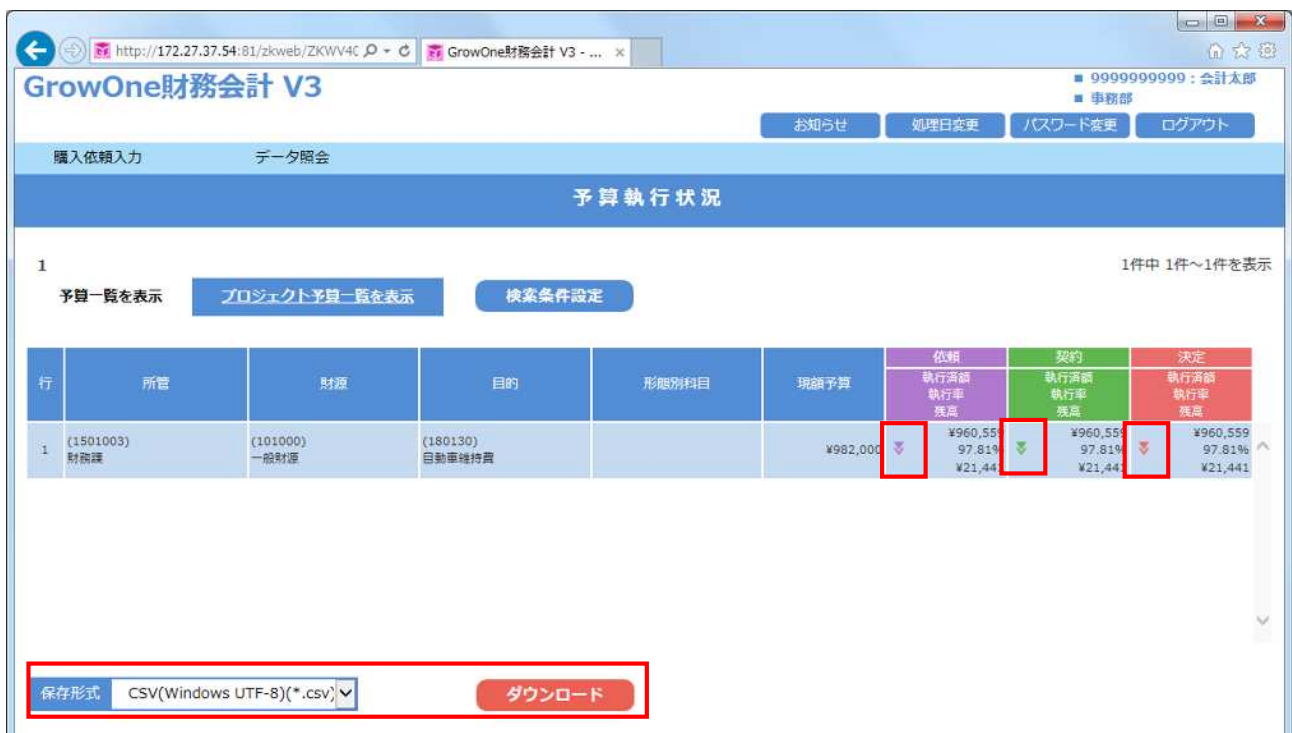 http://172.27.37.54:81/zkweb/ZKWV4C
GrowOne財務会計 V3 - ...
GrowOne財務会計 V3
■ 9999999999：会計太郎
■ 事務部
お知らせ 処理日変更 パスワード変更 ログアウト
購入依頼入力 データ照会
予算執行状況
1
1件中 1件～1件を表示
予算一覧を表示 プロジェクト予算一覧を表示 検索条件設定
依頼 契約 決定
行 所管 財源 目的 形態別科目 現額予算
執行済額 執行済額 執行済額
執行率 執行率 執行率
残高 残高 残高
1 (1501003) (101000) (180130) ¥982,000 ¥960,559 ¥960,559 ¥960,559
財務課 一般財源 自動車維持費 97.81% 97.81% 97.81%
¥21,441 ¥21,441 ¥21,441
保存形式 CSV(Windows UTF-8)(*.csv) ダウンロード